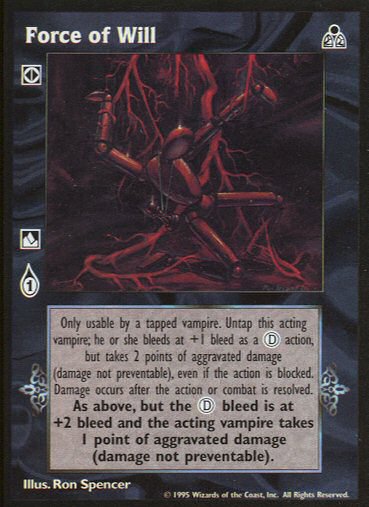 Force of Will
1
Only usable by a tapped vampire. Untap this acting
vampire; he or she bleeds at +1 bleed as a D action,
but takes 2 points of aggravated damage
(damage not preventable), even if the action is blocked.
Damage occurs after the action or combat is resolved.
As above, but the D bleed is at
+2 bleed and the acting vampire takes
1 point of aggravated damage
(damage not preventable).
Illus. Ron Spencer
© 1995 Wizards of the Coast, Inc. All Rights Reserved.